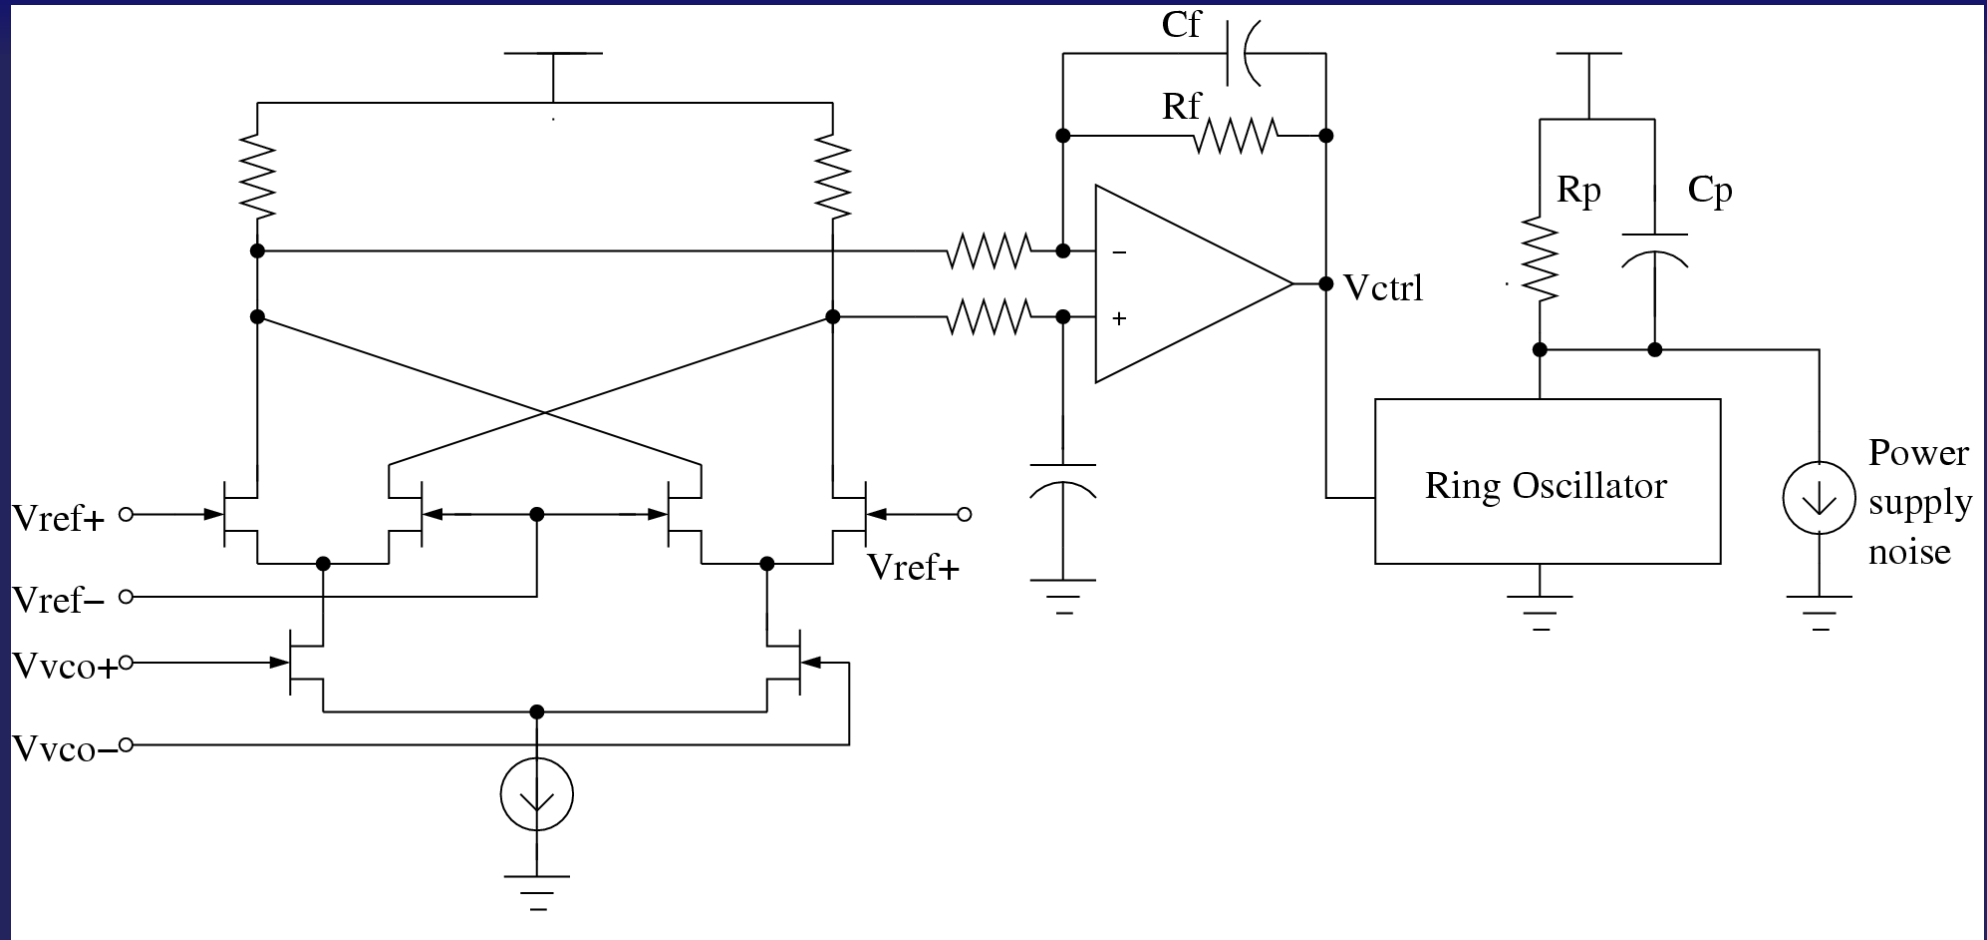 Cf
Rf
Rp
Cp
−
+
Vctrl
Ring Oscillator
Power
supply
noise
Vref+
Vref+
Vref−
Vvco+
Vvco−